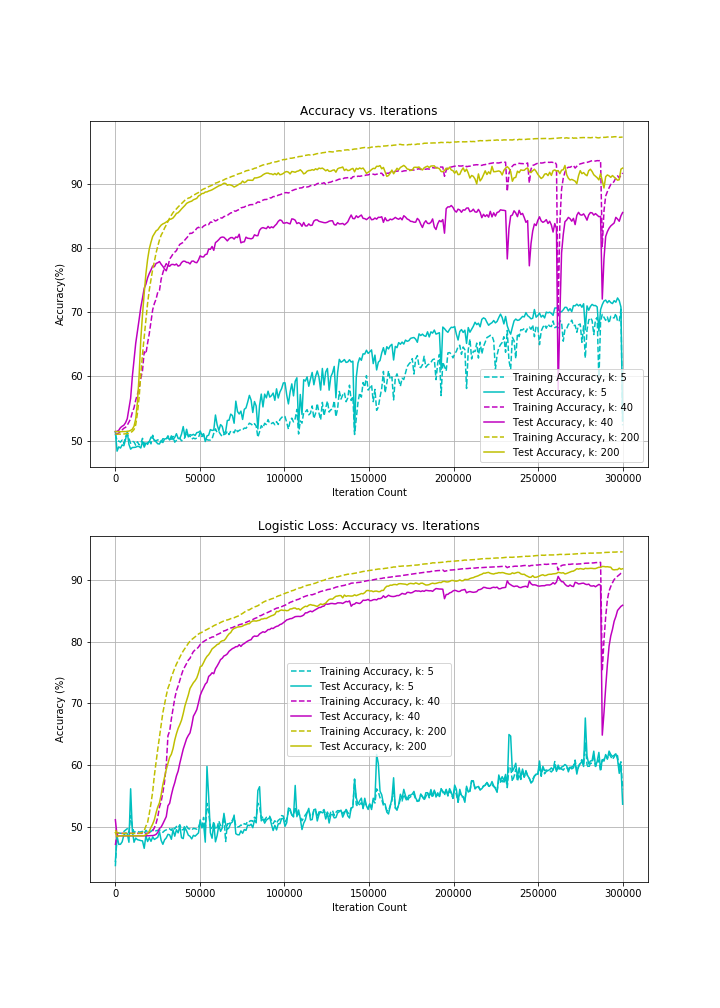 Accuracy vs. Iterations
Accuracy(%)
90
80
70
60
50
0 50000 100000 150000 200000 250000 300000
Iteration Count
Training Accuracy, k: 5
Test Accuracy, k: 5
Training Accuracy, k: 40
Test Accuracy, k: 40
Training Accuracy, k: 200
Test Accuracy, k: 200
Logistic Loss: Accuracy vs. Iterations
Accuracy (%)
90
80
70
60
50
0 50000 100000 150000 200000 250000 300000
Iteration Count
Training Accuracy, k: 5
Test Accuracy, k: 5
Training Accuracy, k: 40
Test Accuracy, k: 40
Training Accuracy, k: 200
Test Accuracy, k: 200